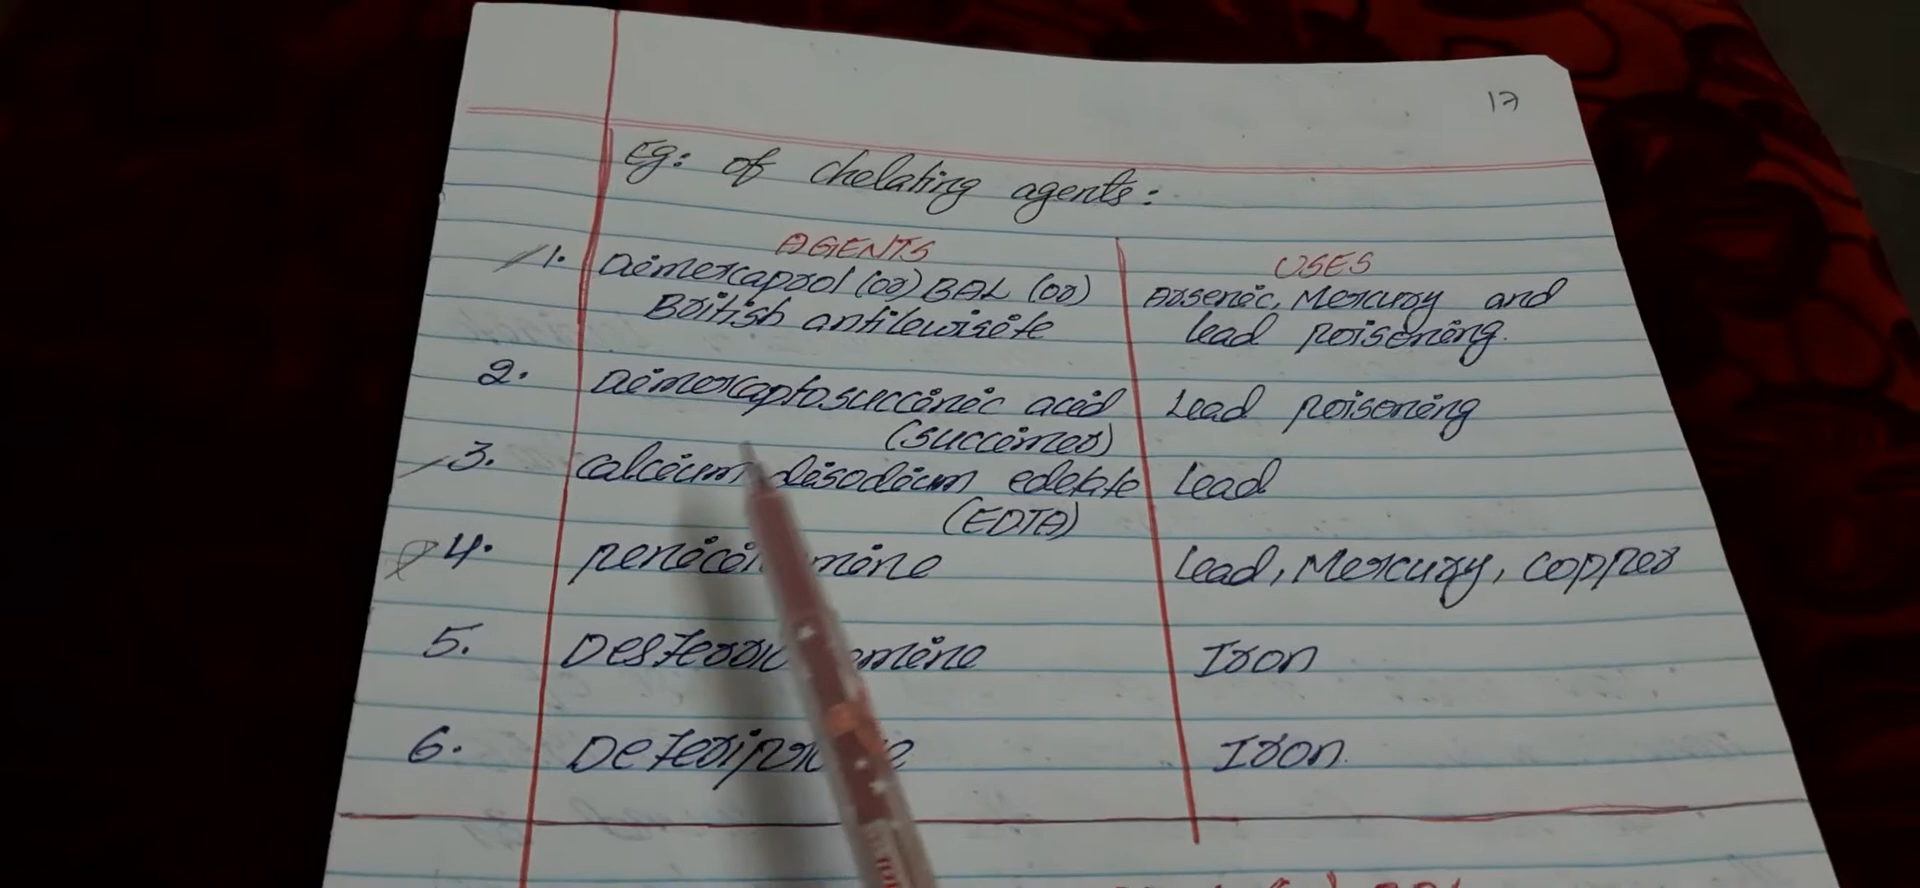 17
Eg: of chelating agents:
AGENTS
USES
1. Dimercaprol (or) BAL (or)
British antilewisite
Arsenic, Mercury and
lead poisoning.
2. Dimercaptosuccinic acid
(Succimer)
Lead poisoning
3. calcium disodium edetate
(EDTA)
Lead
4.
Lead, Mercury, copper
5.
Iron
6.
Iron.